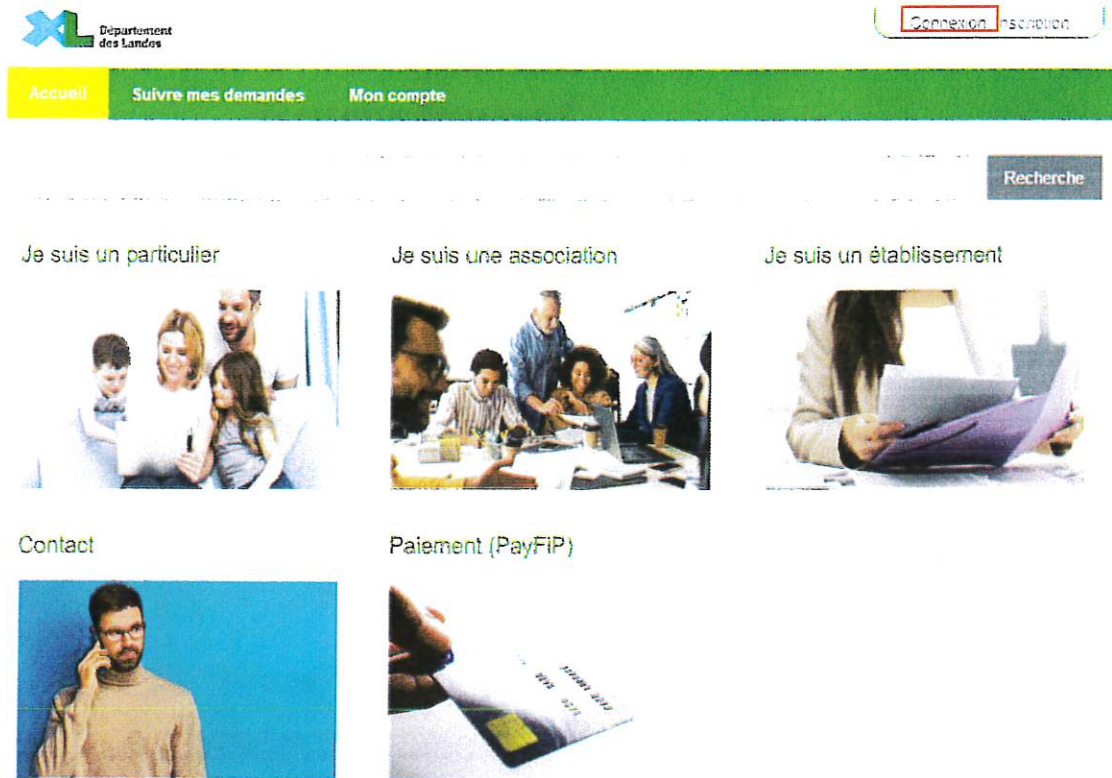 XL Département
des Landes
Connexion Inscription
Accueil Suivre mes demandes Mon compte
Recherche
Je suis un particulier
Je suis une association
Je suis un établissement
Contact
Paiement (PayFiP)